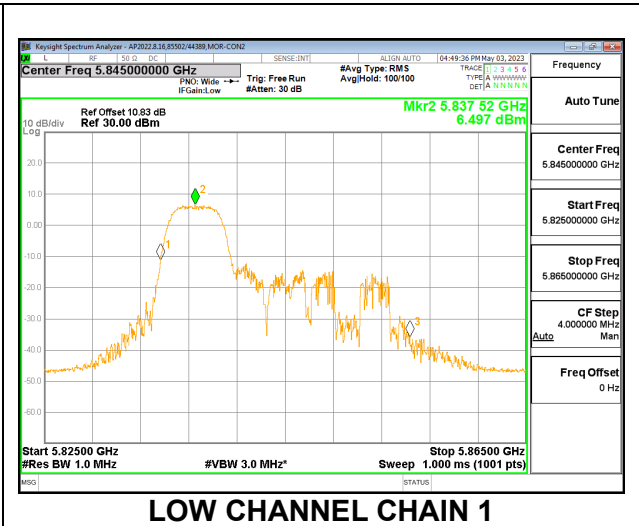 Keysight Spectrum Analyzer - AP2022.8.16,85502/44389,MOR-CON2
L RF 50 Ω DC SENSE:INT ALIGN AUTO 04:49:36 PM May 03, 2023
Center Freq 5.845000000 GHz
PNO: Wide
IFGain:Low
Trig: Free Run
#Atten: 30 dB
#Avg Type: RMS
Avg|Hold: 100/100
TRACE 1 2 3 4 5 6
TYPE A WWWWW
DET A N N N N N
Frequency
Auto Tune
Center Freq
5.845000000 GHz
Start Freq
5.825000000 GHz
Stop Freq
5.865000000 GHz
CF Step
4.000000 MHz
Auto Man
Freq Offset
0 Hz
Mkr2 5.837 52 GHz
6.497 dBm
Ref Offset 10.83 dB
10 dB/div Ref 30.00 dBm
Log
20.0
10.0
0.00
-10.0
-20.0
-30.0
-40.0
-50.0
-60.0
1
2
3
Start 5.82500 GHz Stop 5.86500 GHz
#Res BW 1.0 MHz #VBW 3.0 MHz* Sweep 1.000 ms (1001 pts)
MSG STATUS
LOW CHANNEL CHAIN 1